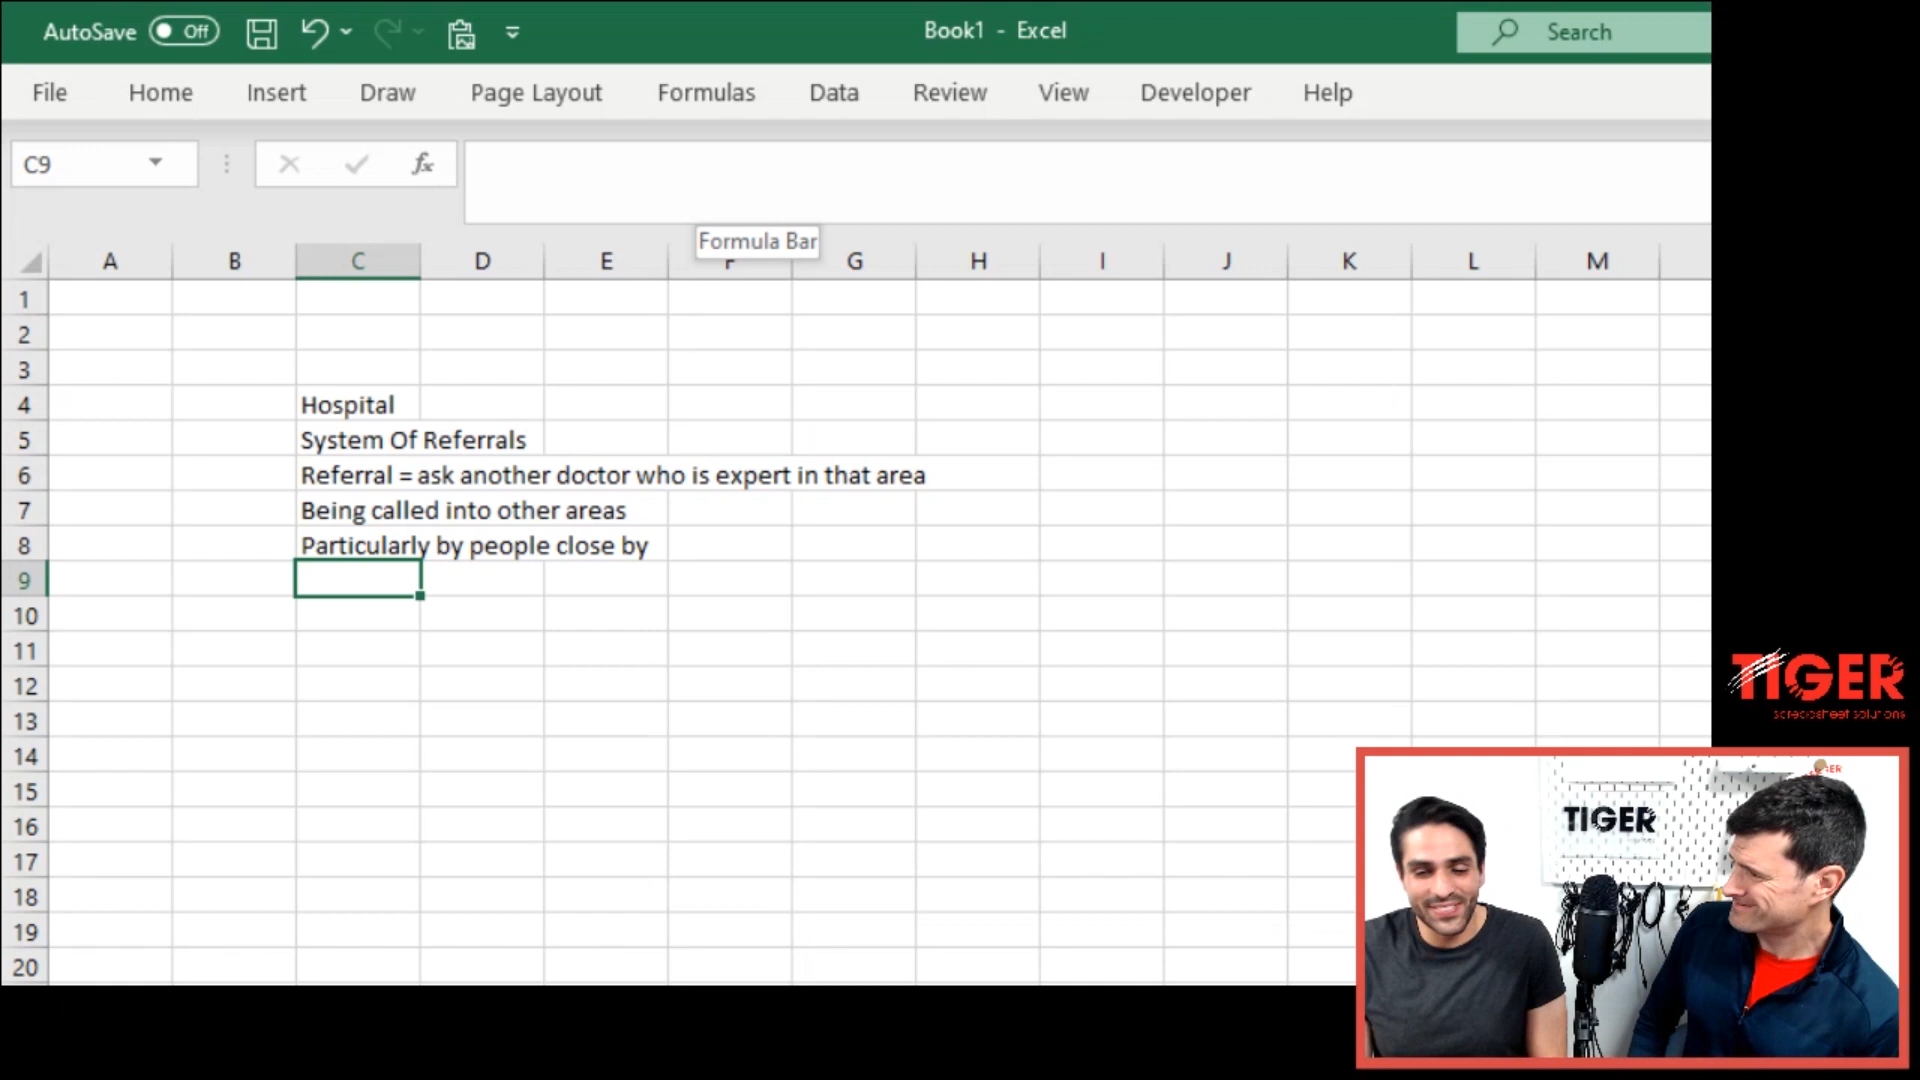 AutoSave Off Book1 - Excel Search
File Home Insert Draw Page Layout Formulas Data Review View Developer Help
C9 fx
Formula Bar
A B C D E F G H I J K L M
1
2
3
4 Hospital
5 System Of Referrals
6 Referral = ask another doctor who is expert in that area
7 Being called into other areas
8 Particularly by people close by
9
10
11
12
13
14
15
16
17
18
19
20
TIGER
spreadsheet solutions
TIGER